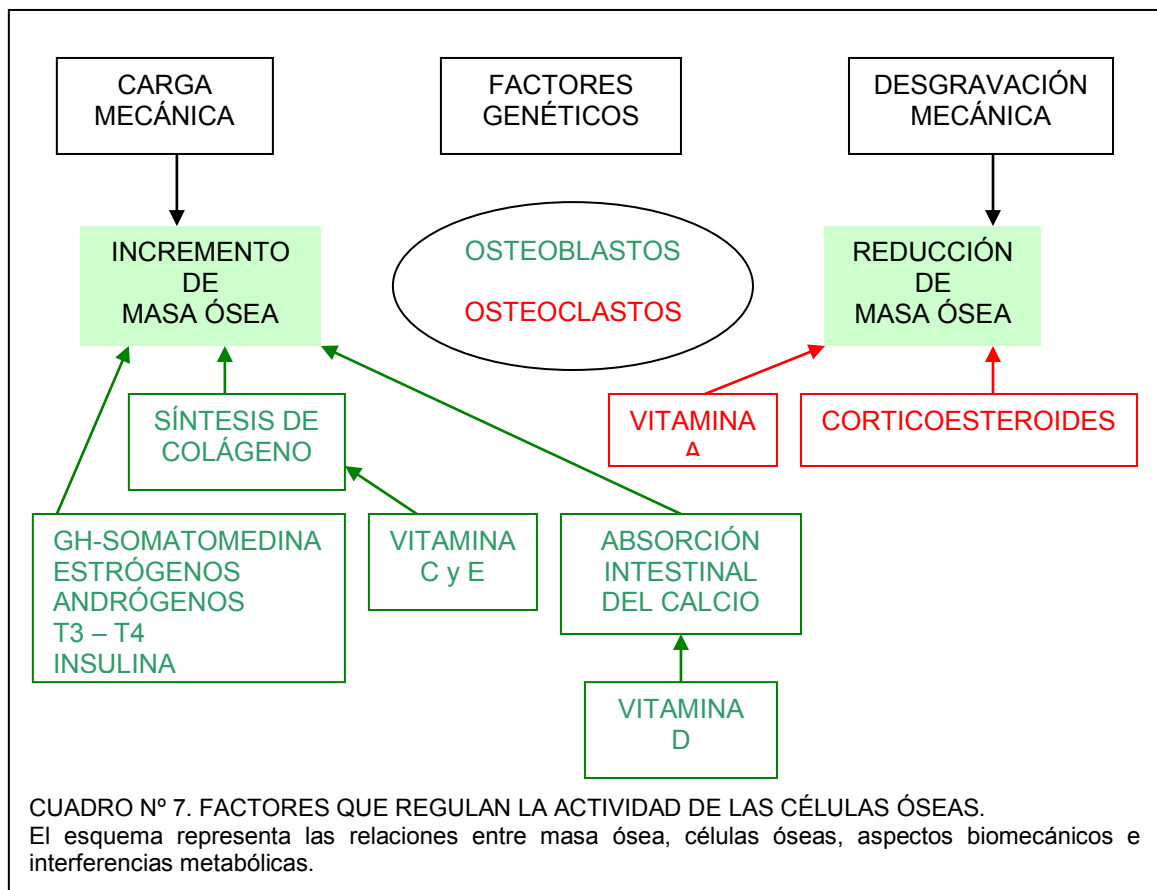 CARGA
MECÁNICA
FACTORES
GENÉTICOS
DESGRAVACIÓN
MECÁNICA
INCREMENTO
DE
MASA ÓSEA
OSTEOBLASTOS
OSTEOCLASTOS
REDUCCIÓN
DE
MASA ÓSEA
SÍNTESIS DE
COLÁGENO
VITAMINA
A
CORTICOESTEROIDES
GH-SOMATOMEDINA
ESTRÓGENOS
ANDRÓGENOS
T3 – T4
INSULINA
VITAMINA
C y E
ABSORCIÓN
INTESTINAL
DEL CALCIO
VITAMINA
D
CUADRO Nº 7. FACTORES QUE REGULAN LA ACTIVIDAD DE LAS CÉLULAS ÓSEAS.
El esquema representa las relaciones entre masa ósea, células óseas, aspectos biomecánicos e
interferencias metabólicas.